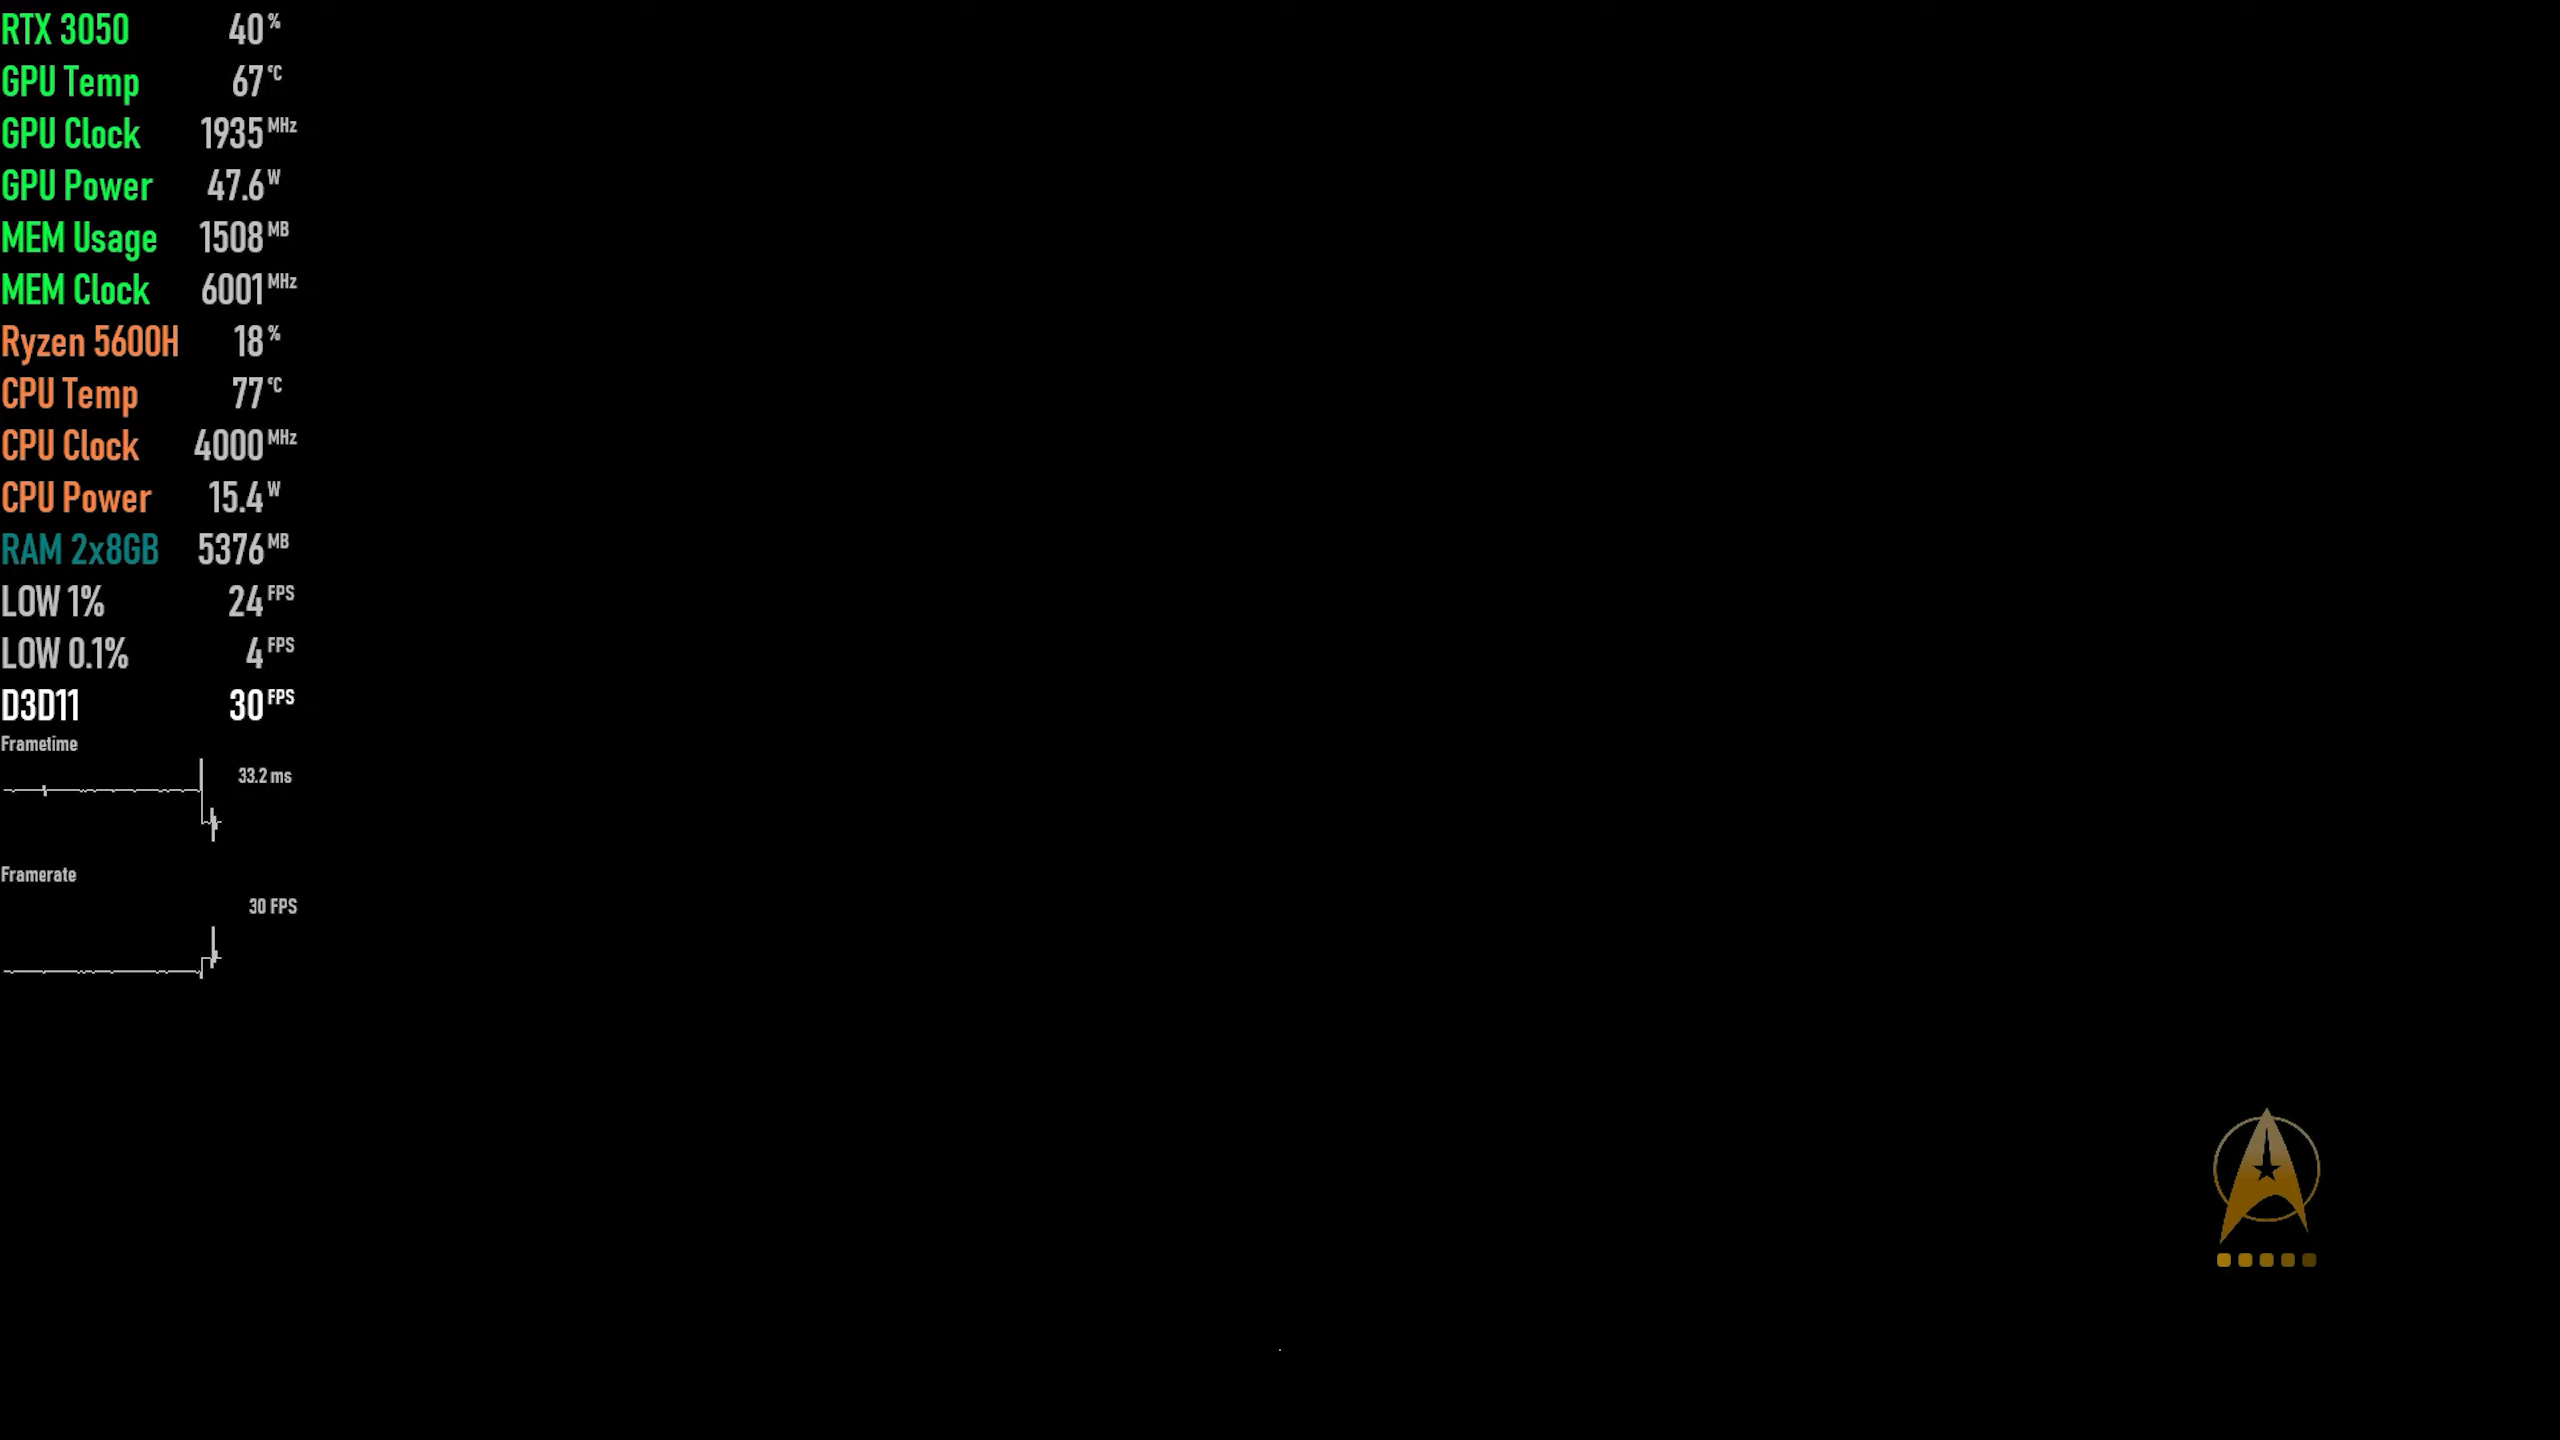 RTX 3050 40 %
GPU Temp 67 °C
GPU Clock 1935 MHz
GPU Power 47.6 W
MEM Usage 1508 MB
MEM Clock 6001 MHz
Ryzen 5600H 18 %
CPU Temp 77 °C
CPU Clock 4000 MHz
CPU Power 15.4 W
RAM 2x8GB 5376 MB
LOW 1% 24 FPS
LOW 0.1% 4 FPS
D3D11 30 FPS
Frametime
33.2 ms
Framerate
30 FPS